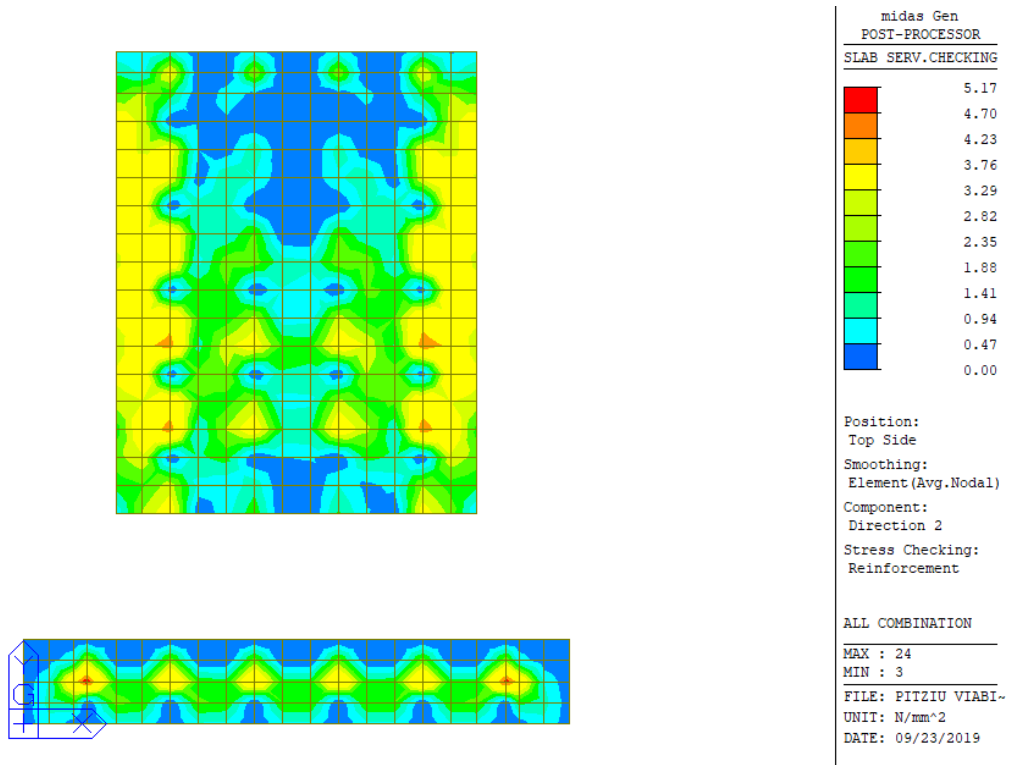 midas Gen
POST-PROCESSOR
SLAB SERV.CHECKING
5.17
4.70
4.23
3.76
3.29
2.82
2.35
1.88
1.41
0.94
0.47
0.00
Position:
Top Side
Smoothing:
Element(Avg.Nodal)
Component:
Direction 2
Stress Checking:
Reinforcement
ALL COMBINATION
MAX : 24
MIN : 3
FILE: PITZIU VIABI~
UNIT: N/mm^2
DATE: 09/23/2019
Y
G
X